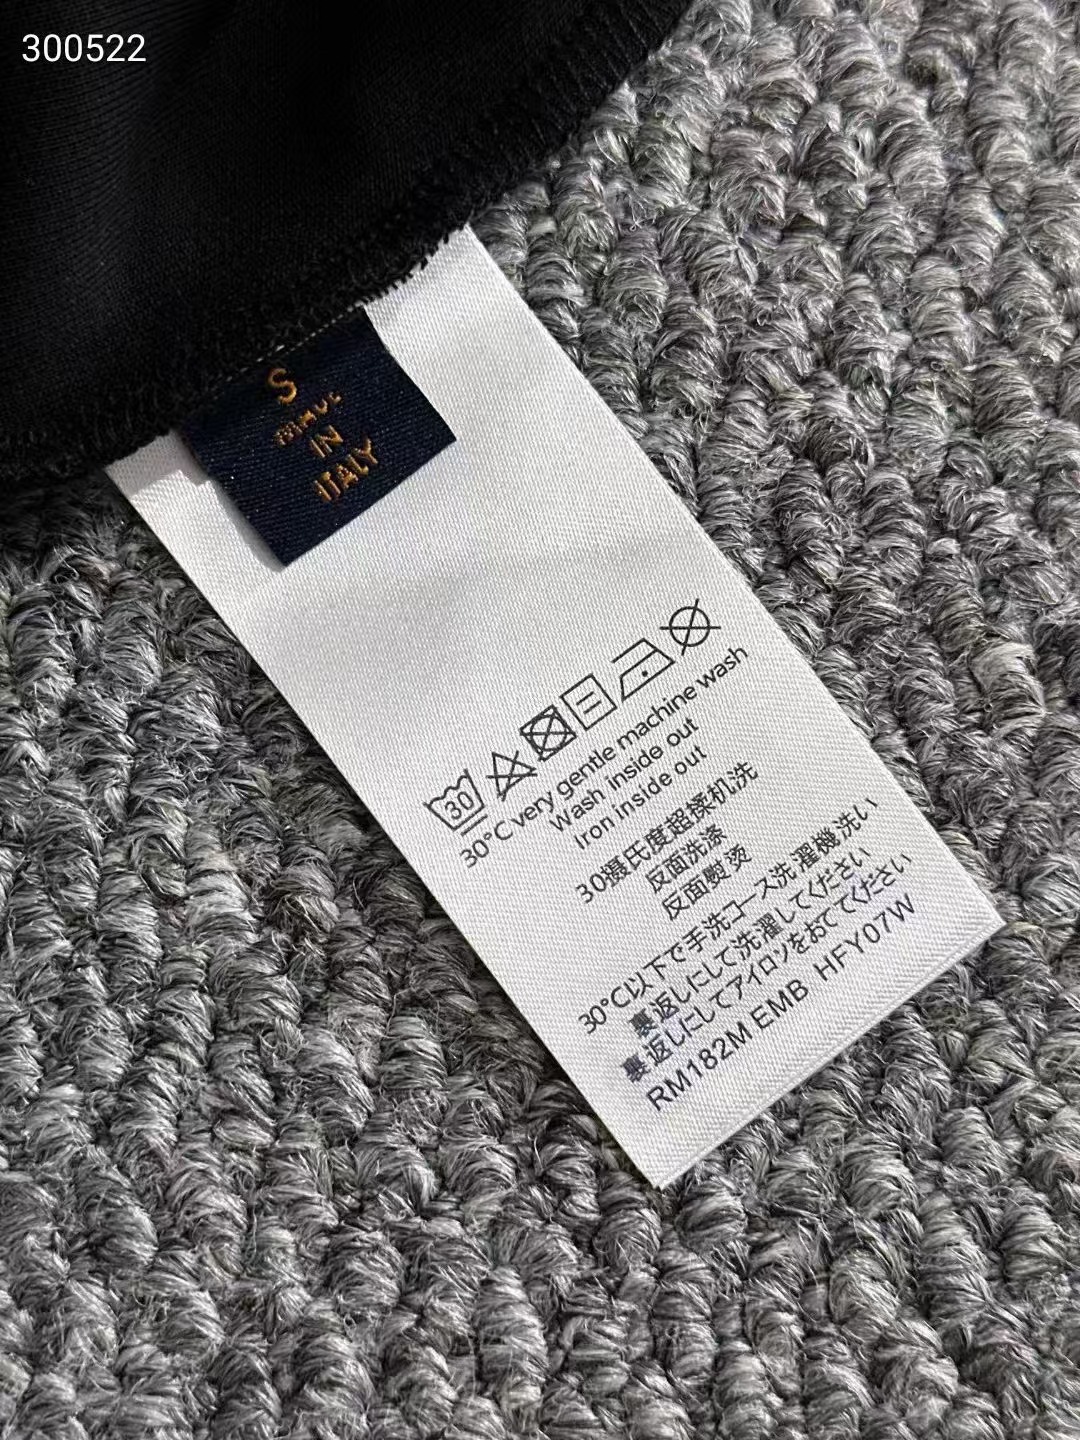 300522
S
MADE
IN
ITALY
30
30°C very gentle machine wash
Wash inside out
Iron inside out
30摄氏度超揉机洗
反面洗涤
反面熨烫
30°C以下で手洗コース洗濯機洗い
裏返しにして洗濯してください
裏返しにしてアイロンをおててください
RM182M EMB HFY07W